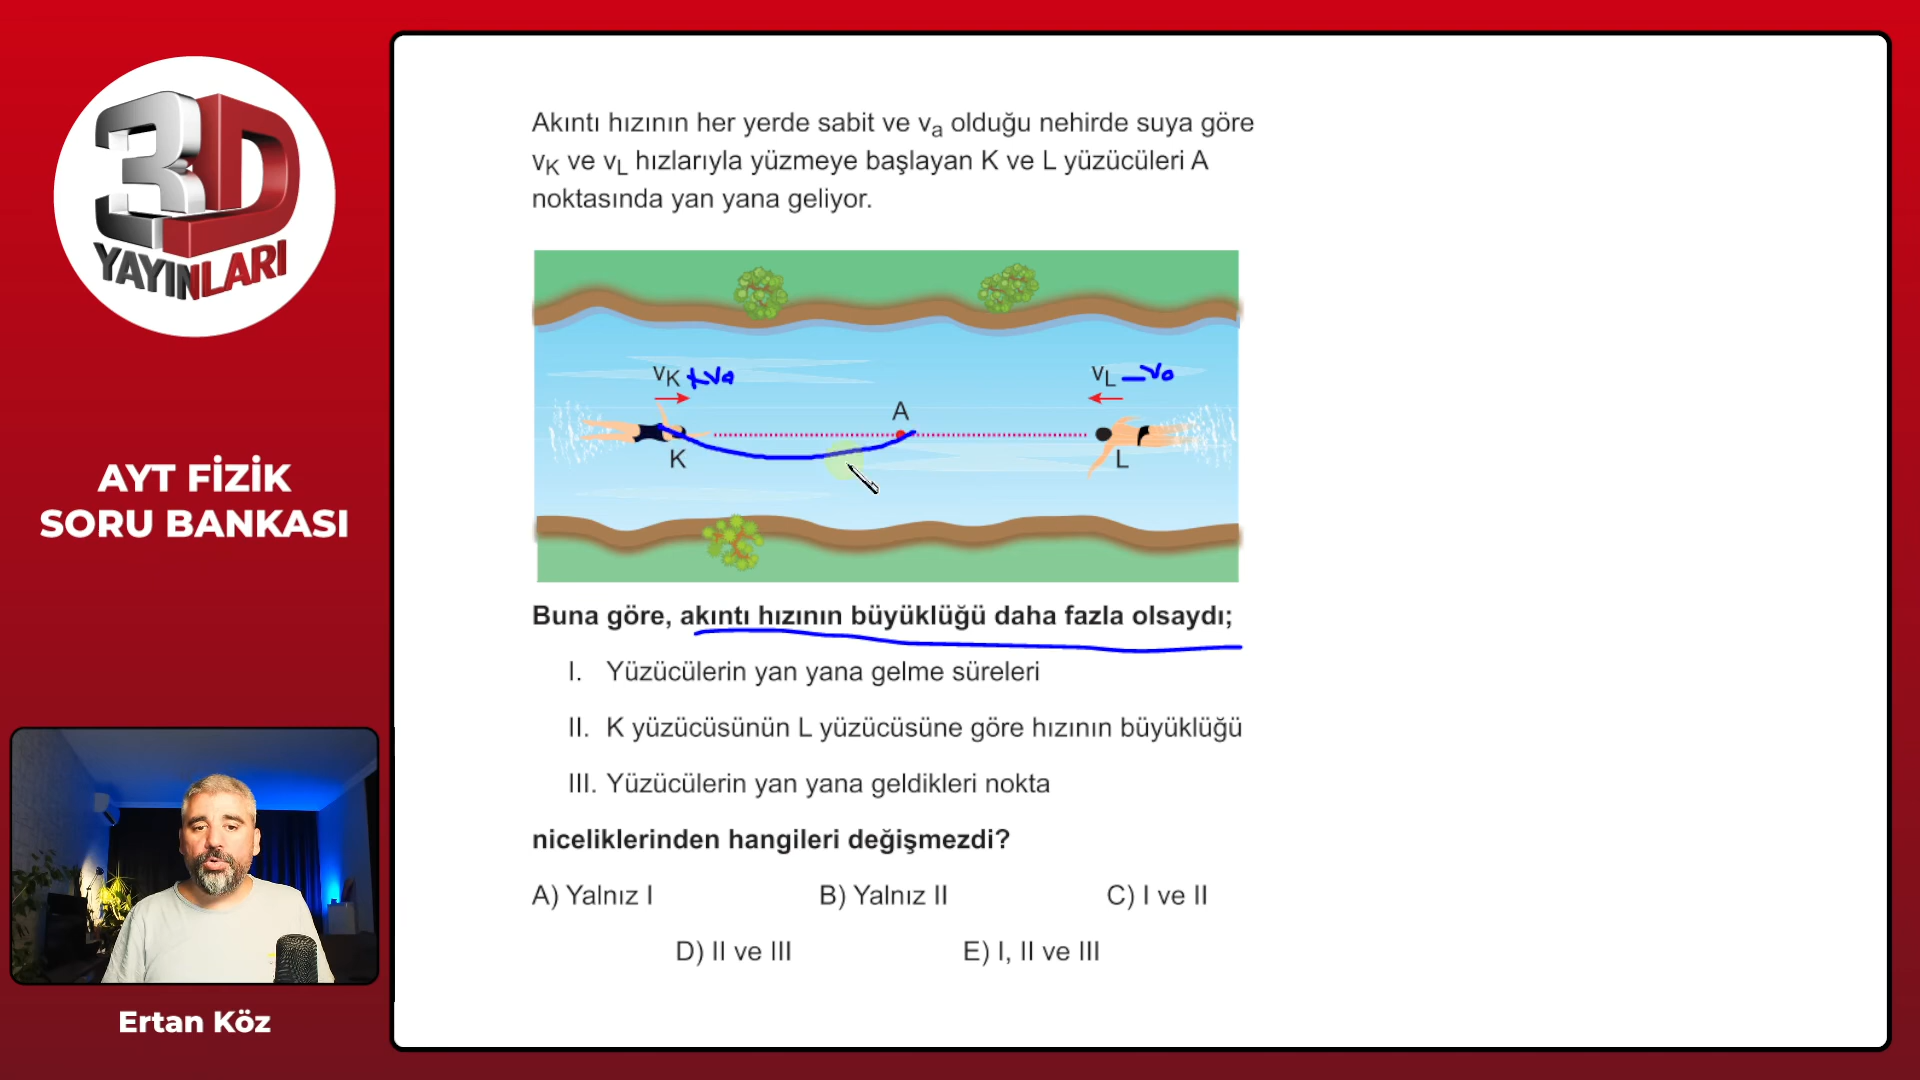 3D
YAYINLARI
AYT FİZİK
SORU BANKASI
Ertan Köz
Akıntı hızının her yerde sabit ve va olduğu nehirde suya göre
vK ve vL hızlarıyla yüzmeye başlayan K ve L yüzücüleri A
noktasında yan yana geliyor.
vK +va
vL -va
A
K
L
Buna göre, akıntı hızının büyüklüğü daha fazla olsaydı;
I. Yüzücülerin yan yana gelme süreleri
II. K yüzücüsünün L yüzücüsüne göre hızının büyüklüğü
III. Yüzücülerin yan yana geldikleri nokta
niceliklerinden hangileri değişmezdi?
A) Yalnız I B) Yalnız II C) I ve II
D) II ve III E) I, II ve III